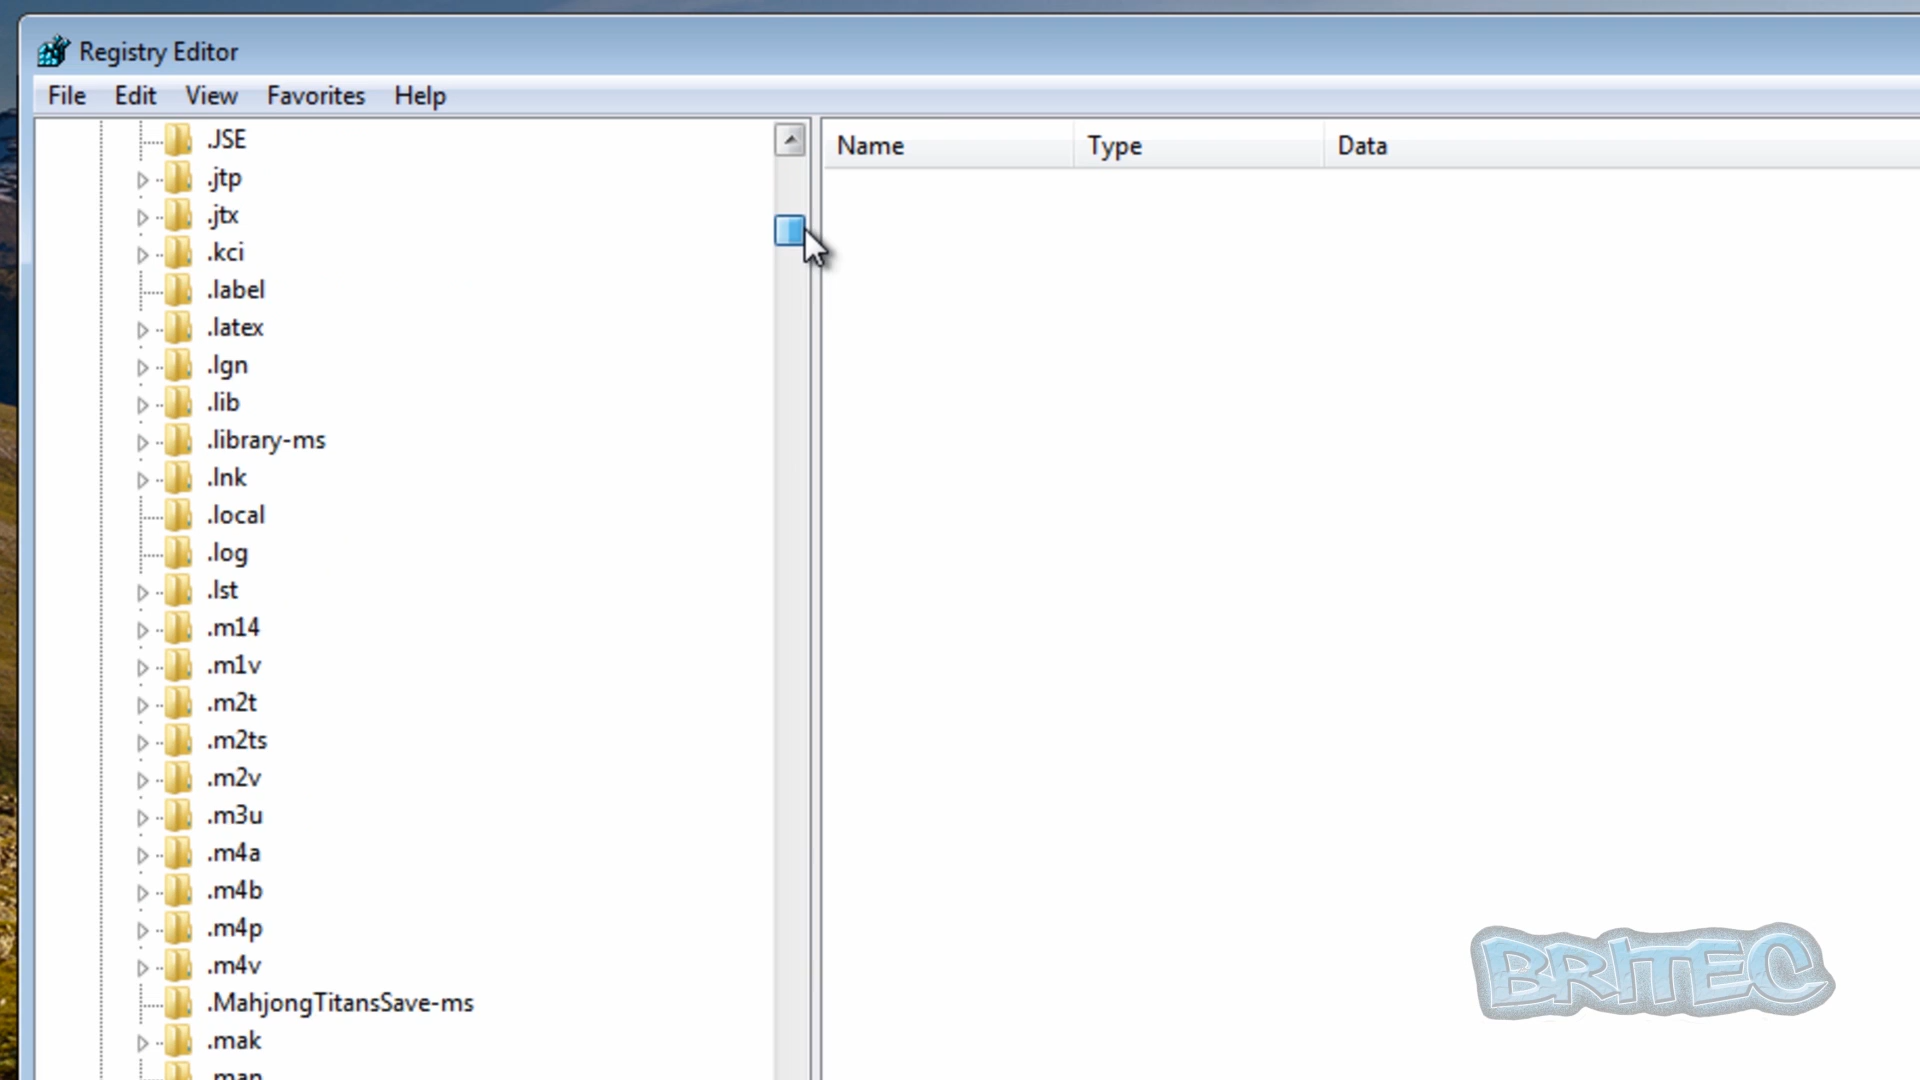 Registry Editor
File Edit View Favorites Help
Name Type Data
.JSE
.jtp
.jtx
.kci
.label
.latex
.lgn
.lib
.library-ms
.lnk
.local
.log
.lst
.m14
.m1v
.m2t
.m2ts
.m2v
.m3u
.m4a
.m4b
.m4p
.m4v
.MahjongTitansSave-ms
.mak
BRITEC